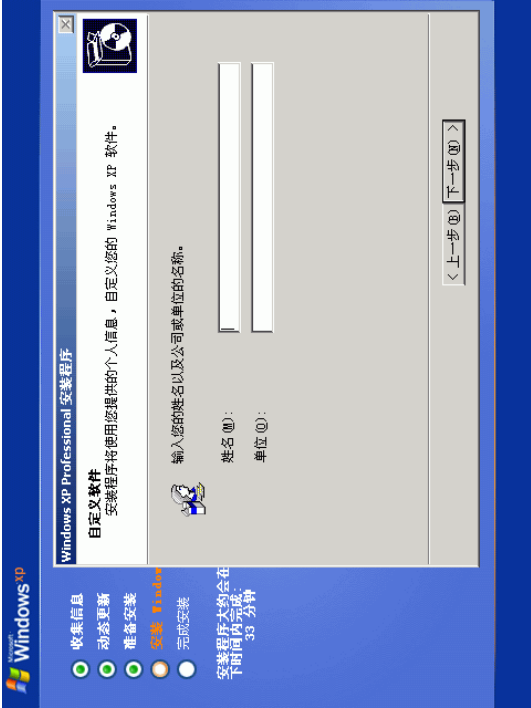 Microsoft
Windows xp
收集信息
动态更新
准备安装
安装 Window
完成安装
安装程序大约会在
下时间内完成:
33 分钟
Windows XP Professional 安装程序
自定义软件
安装程序将使用您提供的个人信息，自定义您的 Windows XP 软件。
输入您的姓名以及公司或单位的名称。
姓名(M):
单位(O):
< 上一步(B)
下一步(N) >